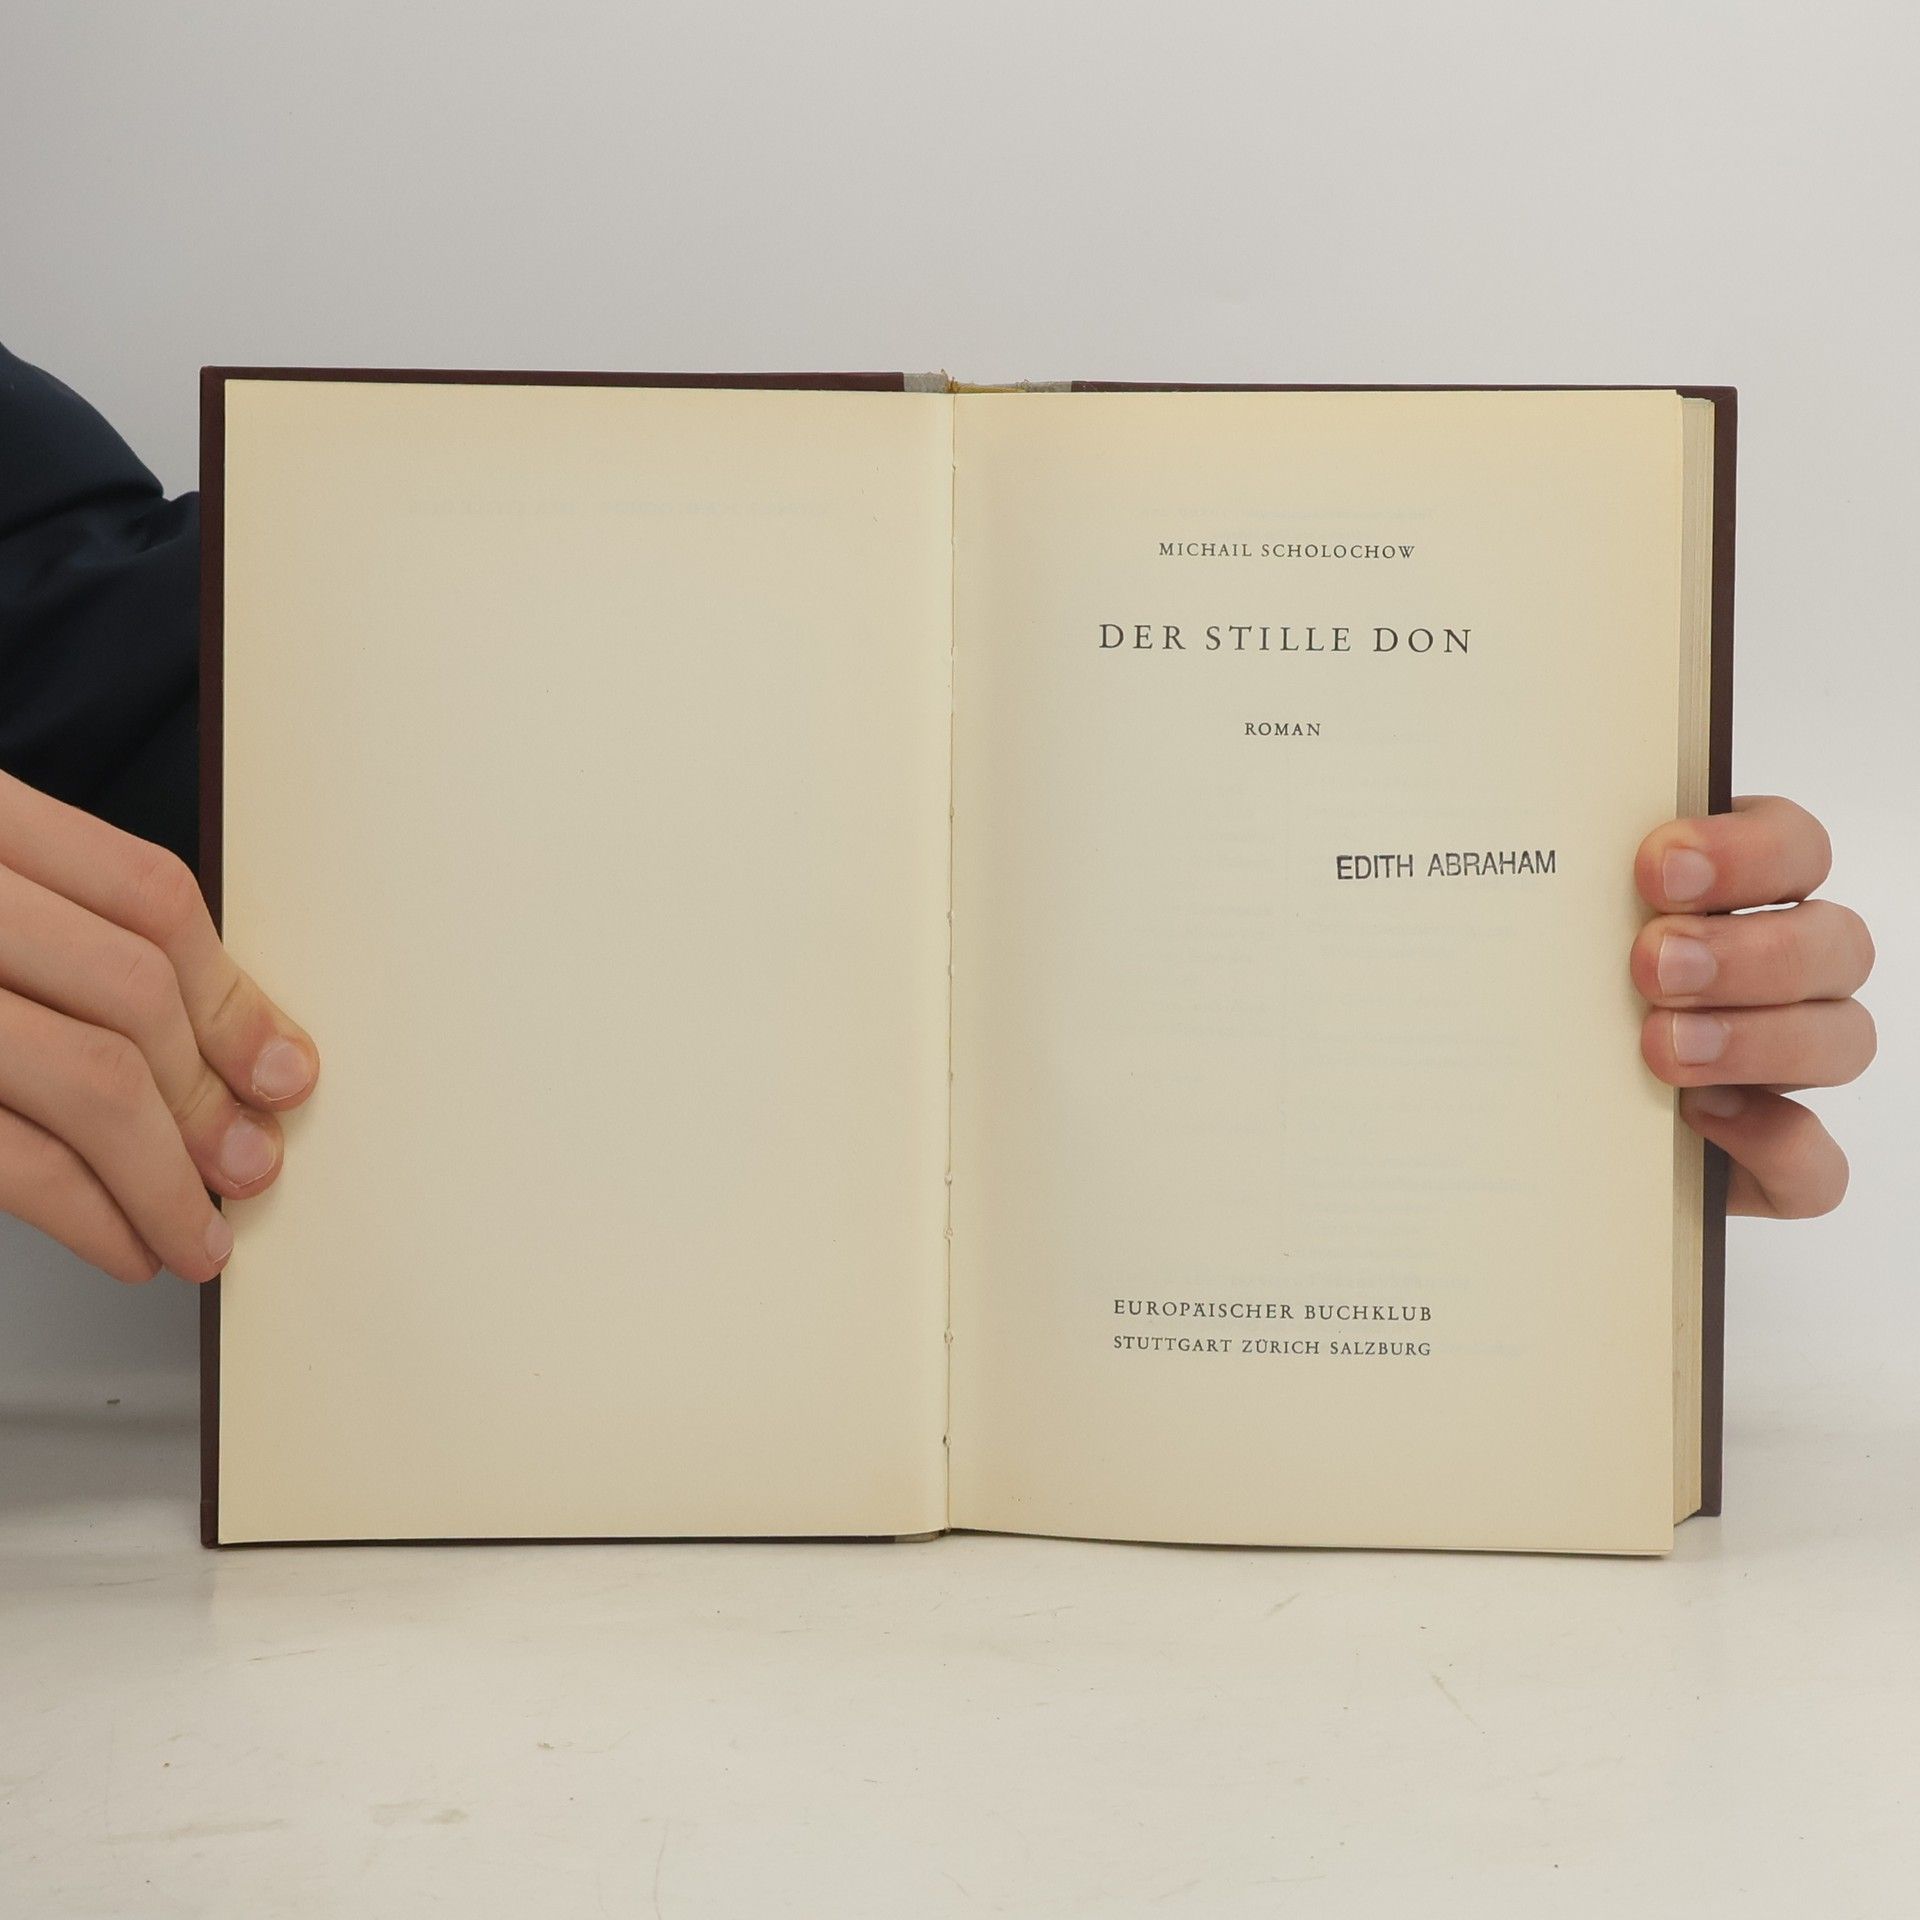 MICHAIL SCHOLOCHOW
DER STILLE DON
ROMAN
EDITH ABRAHAM
EUROPÄISCHER BUCHKLUB
STUTTGART ZÜRICH SALZBURG